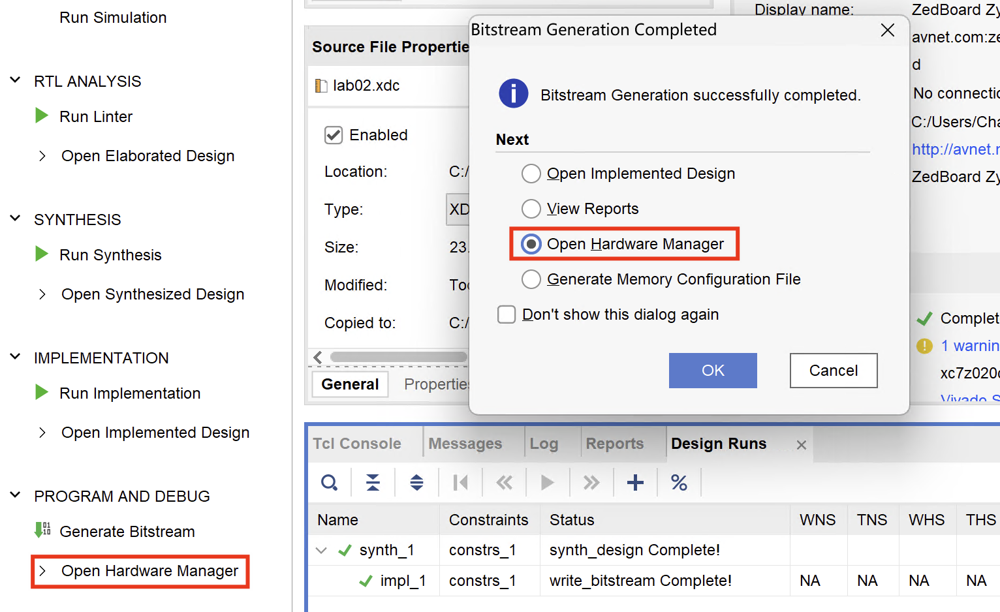 Run Simulation
RTL ANALYSIS
Run Linter
Open Elaborated Design
SYNTHESIS
Run Synthesis
Open Synthesized Design
IMPLEMENTATION
Run Implementation
Open Implemented Design
PROGRAM AND DEBUG
Generate Bitstream
Open Hardware Manager
Source File Propertie
lab02.xdc
Enabled
Location: C:/
Type: XD
Size: 23.
Modified: Toc
Copied to: C:/
General Properties
Bitstream Generation Completed
Bitstream Generation successfully completed.
Next
Open Implemented Design
View Reports
Open Hardware Manager
Generate Memory Configuration File
Don't show this dialog again
OK Cancel
Display name: ZedBoard Zy
avnet.com:ze
d
No connectio
C:/Users/Cha
http://avnet.
ZedBoard Zy
Complet
1 warnin
xc7z020
Vivado S
Tcl Console Messages Log Reports Design Runs
Name Constraints Status WNS TNS WHS THS
synth_1 constrs_1 synth_design Complete!
impl_1 constrs_1 write_bitstream Complete! NA NA NA NA